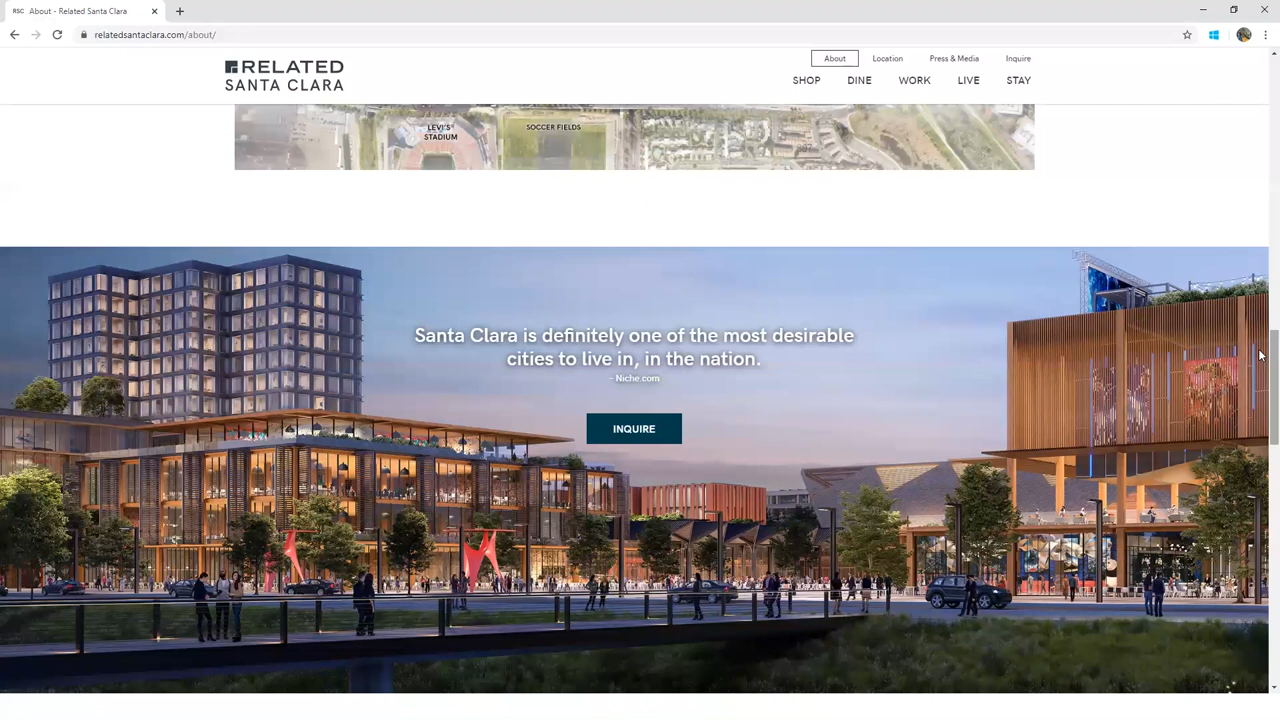 RSC About - Related Santa Clara
relatedsantaclara.com/about/
RELATED
SANTA CLARA
About Location Press & Media Inquire
SHOP DINE WORK LIVE STAY
LEVI'S
STADIUM
SOCCER FIELDS
237
Santa Clara is definitely one of the most desirable
cities to live in, in the nation.
- Niche.com
INQUIRE